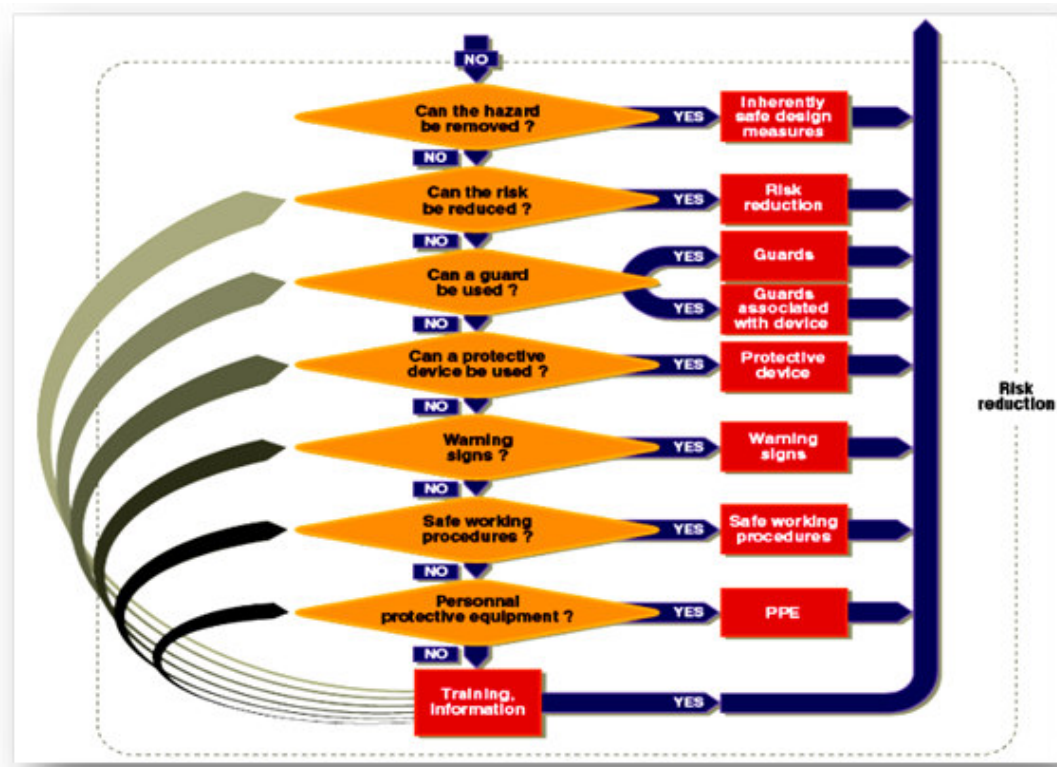 NO
Can the hazard
be removed ?
YES
Inherently
safe design
measures
NO
Can the risk
be reduced ?
YES
Risk
reduction
NO
Can a guard
be used ?
YES
Guards
YES
Guards
associated
with device
NO
Can a protective
device be used ?
YES
Protective
device
Risk
reduction
NO
Warning
signs ?
YES
Warning
signs
NO
Safe working
procedures ?
YES
Safe working
procedures
NO
Personnal
protective equipment ?
YES
PPE
NO
Training,
information
YES